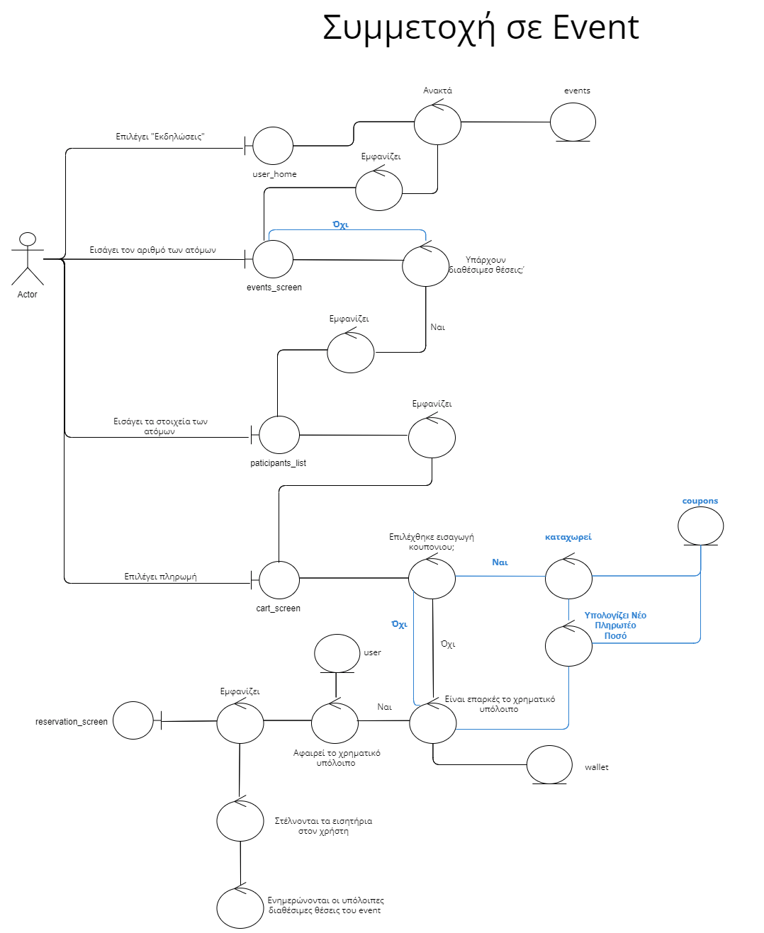 Συμμετοχή σε Event
Ανακτά
events
Επιλέγει "Εκδηλώσεις"
Εμφανίζει
user_home
Όχι
Εισάγει τον αριθμό των ατόμων
Υπάρχουν
διαθέσιμες θέσεις;'
Actor
events_screen
Εμφανίζει
Ναι
Εμφανίζει
Εισάγει τα στοιχεία των
ατόμων
paticipants_list
coupons
Επιλέχθηκε εισαγωγή
κουπονιου;
καταχωρεί
Ναι
Επιλέγει πληρωμή
cart_screen
Υπολογίζει Νέο
Πληρωτέο
Ποσό
Όχι
Όχι
user
Εμφανίζει
Είναι επαρκές το χρηματικό
υπόλοιπο
Ναι
reservation_screen
Αφαιρεί το χρηματικό
υπόλοιπο
wallet
Στέλνονται τα εισητήρια
στον χρήστη
Ενημερώνονται οι υπόλοιπες
διαθέσιμες θέσεις του event